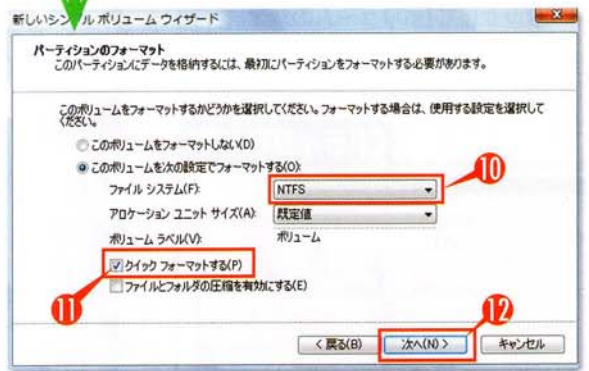 新しいシンプル ボリューム ウィザード
パーティションのフォーマット
このパーティションにデータを格納するには、最初にパーティションをフォーマットする必要があります。
このボリュームをフォーマットするかどうかを選択してください。フォーマットする場合は、使用する設定を選択して
ください。
このボリュームをフォーマットしない(D)
このボリュームを次の設定でフォーマットする(O):
ファイル システム(F): NTFS
アロケーション ユニット サイズ(A): 既定値
ボリューム ラベル(V): ボリューム
クイック フォーマットする(P)
ファイルとフォルダの圧縮を有効にする(E)
⑩
⑪
⑫
< 戻る(B) 次へ(N) > キャンセル